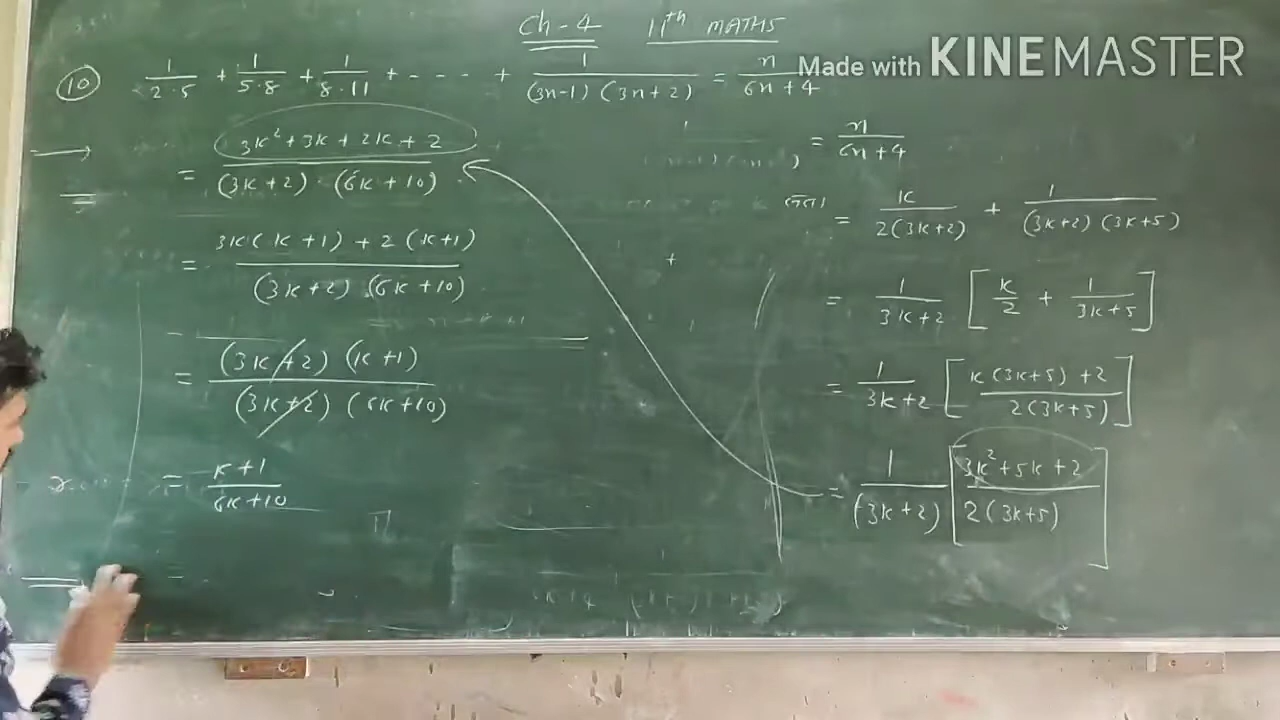 Ch-4 11th MATHS
Made with KINEMASTER
(10) 1/2·5 + 1/5·8 + 1/8·11 + - - - - + 1/(3n-1)(3n+2) = n/6n+4
= 3k²+3k+2k+2/(3k+2)·(6k+10)
= 3k(k+1)+2(k+1)/(3k+2)(6k+10)
= (3k+2)(k+1)/(3k+2)(6k+10)
= k+1/6k+10
= n/6n+4
= k/2(3k+2) + 1/(3k+2)(3k+5)
= 1/3k+2 [k/2 + 1/3k+5]
= 1/3k+2 [k(3k+5)+2/2(3k+5)]
= 1/(3k+2) [3k²+5k+2/2(3k+5)]